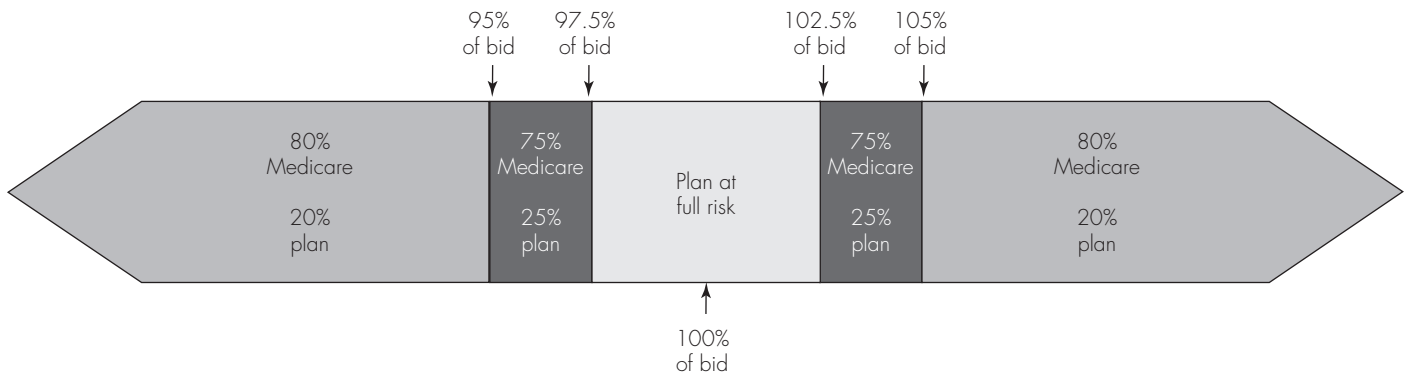 95%
of bid
97.5%
of bid
102.5%
of bid
105%
of bid
80%
Medicare
20%
plan
75%
Medicare
25%
plan
Plan at
full risk
75%
Medicare
25%
plan
80%
Medicare
20%
plan
100%
of bid